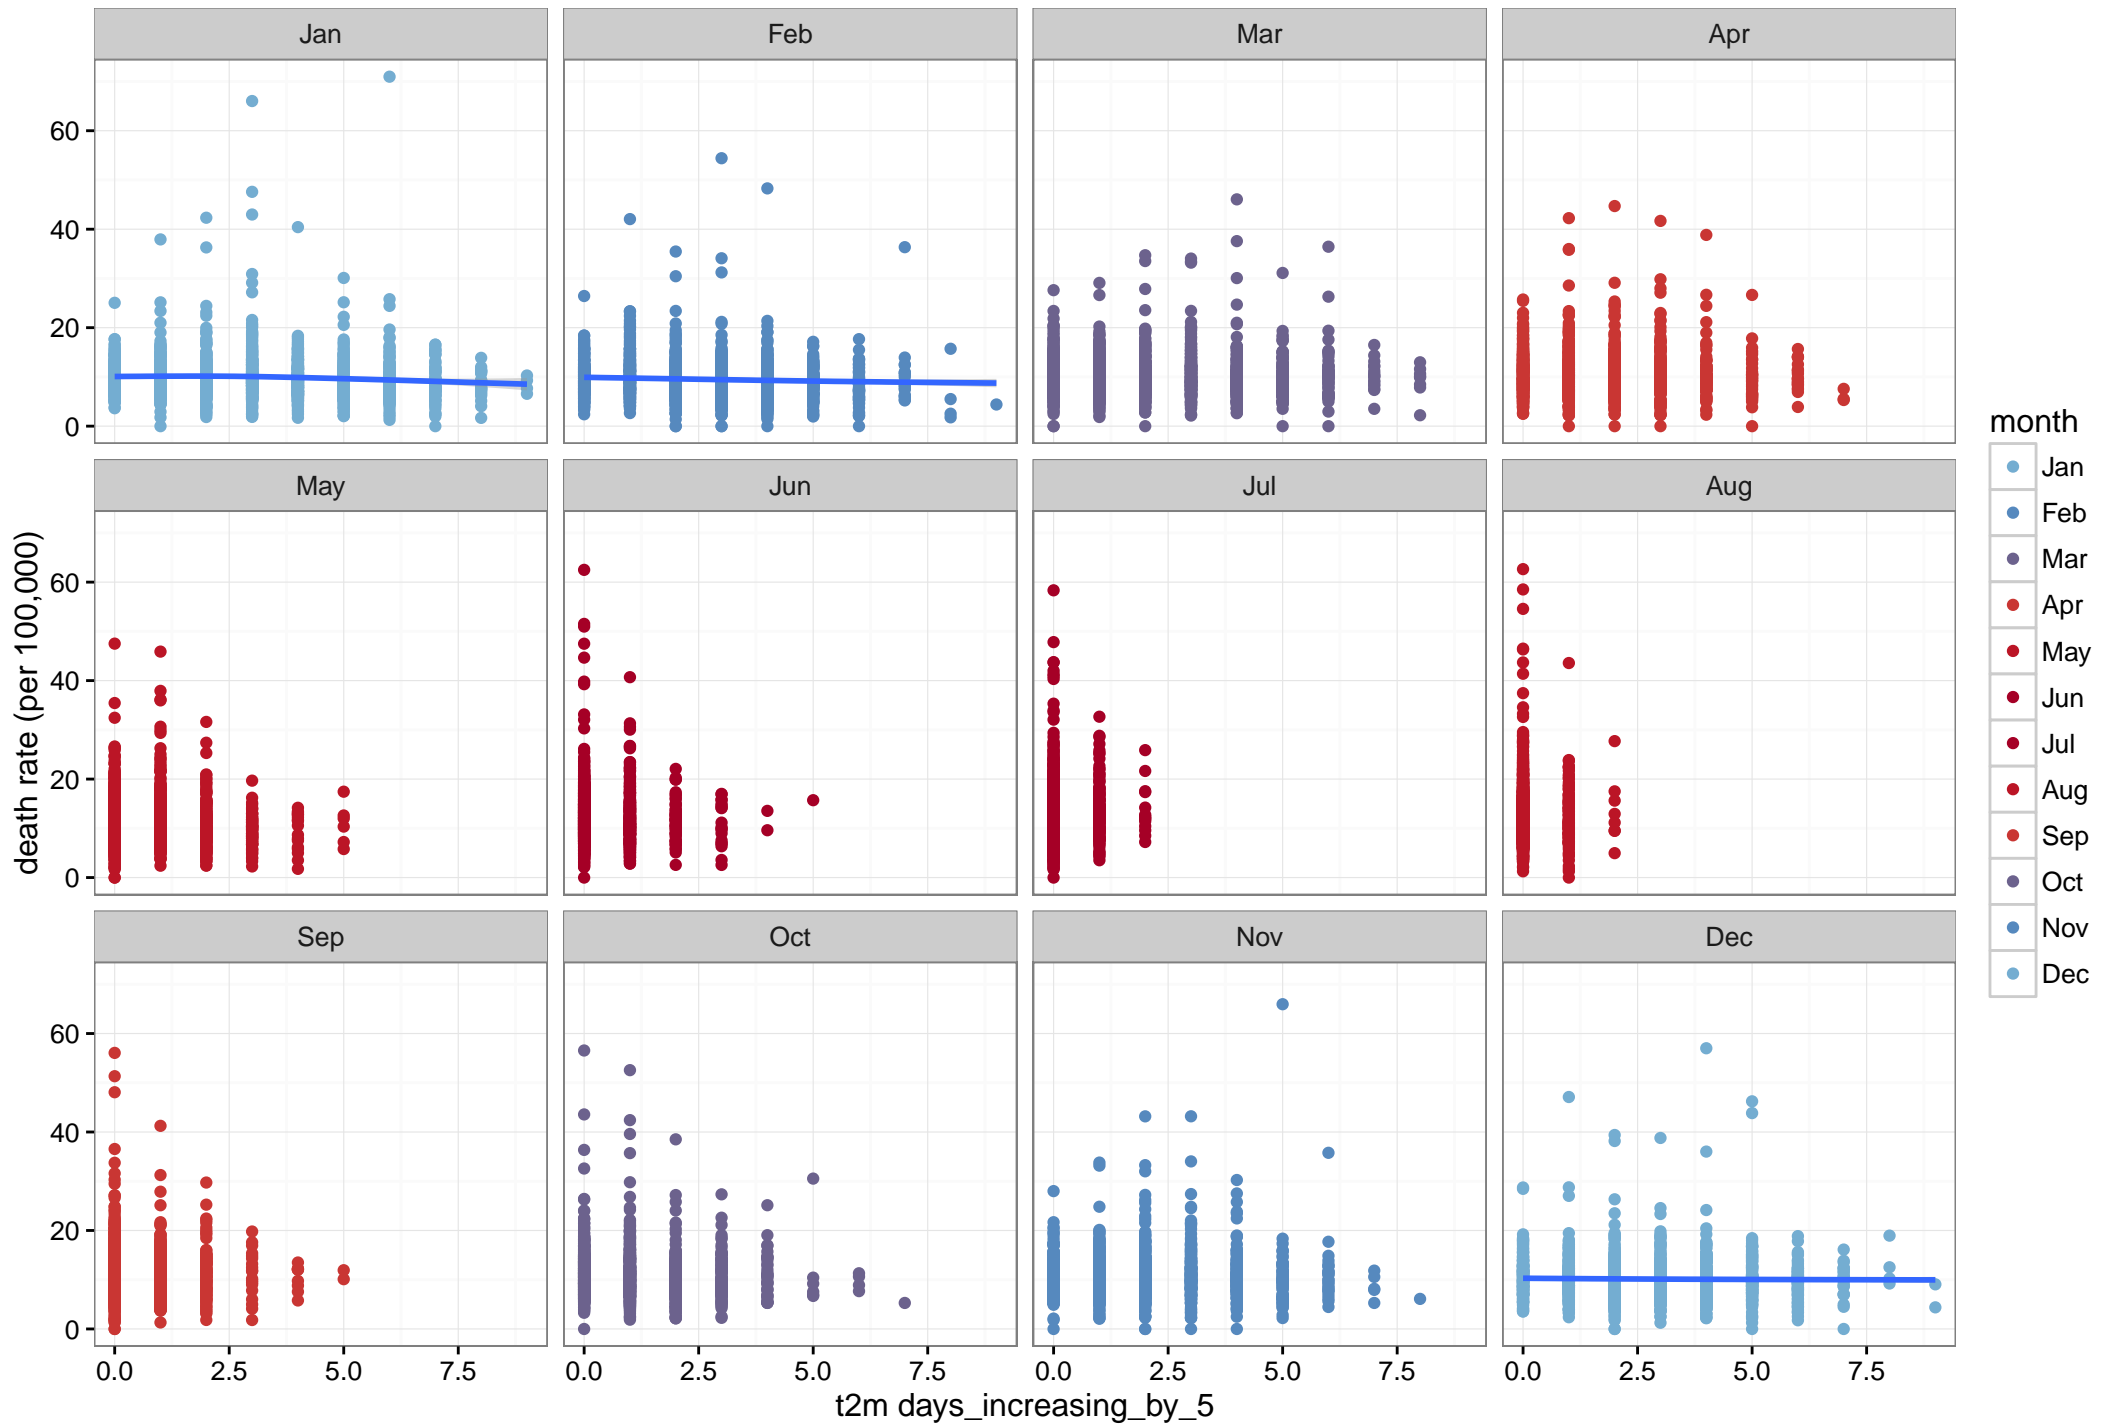 Jan Feb Mar Apr
60
40
20
0
May Jun Jul Aug
60
40
20
0
Sep Oct Nov Dec
60
40
20
0
0.0 2.5 5.0 7.5 0.0 2.5 5.0 7.5 0.0 2.5 5.0 7.5 0.0 2.5 5.0 7.5
t2m days_increasing_by_5
death rate (per 100,000)
month
Jan
Feb
Mar
Apr
May
Jun
Jul
Aug
Sep
Oct
Nov
Dec